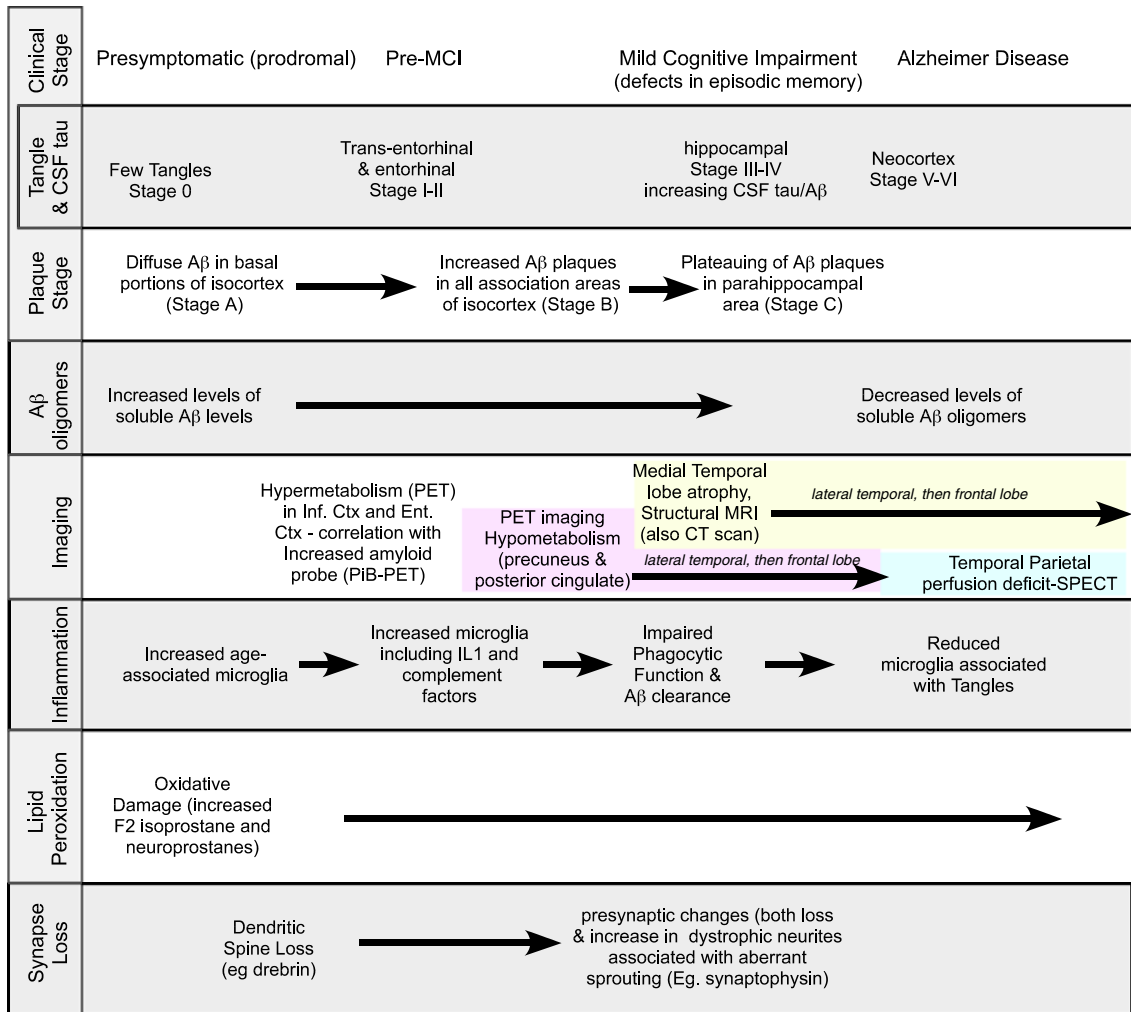 Clinical
Stage
Presymptomatic (prodromal)
Pre-MCI
Mild Cognitive Impairment
(defects in episodic memory)
Alzheimer Disease
Tangle
& CSF tau
Few Tangles
Stage 0
Trans-entorhinal
& entorhinal
Stage I-II
hippocampal
Stage III-IV
increasing CSF tau/Aβ
Neocortex
Stage V-VI
Plaque
Stage
Diffuse Aβ in basal
portions of isocortex
(Stage A)
Increased Aβ plaques
in all association areas
of isocortex (Stage B)
Plateauing of Aβ plaques
in parahippocampal
area (Stage C)
Aβ
oligomers
Increased levels of
soluble Aβ levels
Decreased levels of
soluble Aβ oligomers
Imaging
Hypermetabolism (PET)
in Inf. Ctx and Ent.
Ctx - correlation with
Increased amyloid
probe (PiB-PET)
PET imaging
Hypometabolism
(precuneus &
posterior cingulate)
lateral temporal, then frontal lobe
Medial Temporal
lobe atrophy,
Structural MRI
(also CT scan)
lateral temporal, then frontal lobe
Temporal Parietal
perfusion deficit-SPECT
Inflammation
Increased age-
associated microglia
Increased microglia
including IL1 and
complement
factors
Impaired
Phagocytic
Function &
Aβ clearance
Reduced
microglia associated
with Tangles
Lipid
Peroxidation
Oxidative
Damage (increased
F2 isoprostane and
neuroprostanes)
Synapse
Loss
Dendritic
Spine Loss
(eg drebrin)
presynaptic changes (both loss
& increase in dystrophic neurites
associated with aberrant
sprouting (Eg. synaptophysin)